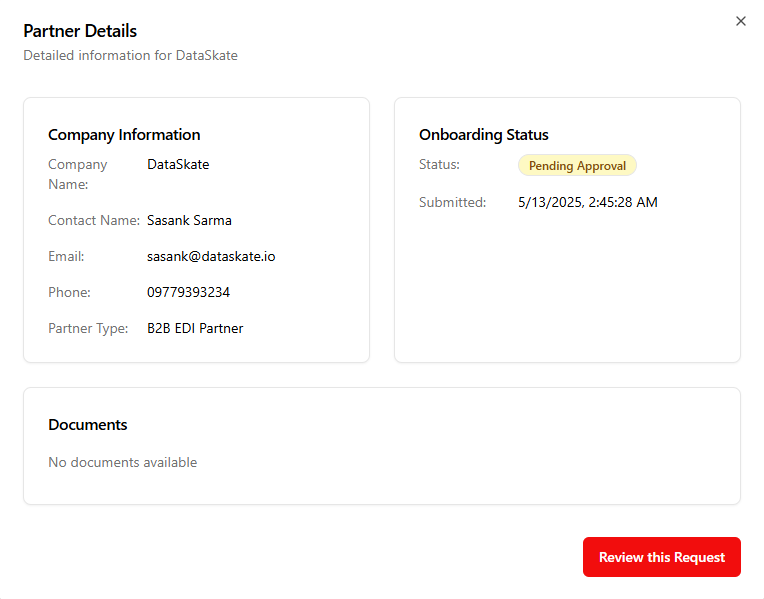 Partner Details
Detailed information for DataSkate
Company Information
Company Name: DataSkate
Contact Name: Sasank Sarma
Email: sasank@dataskate.io
Phone: 09779393234
Partner Type: B2B EDI Partner
Onboarding Status
Status: Pending Approval
Submitted: 5/13/2025, 2:45:28 AM
Documents
No documents available
Review this Request